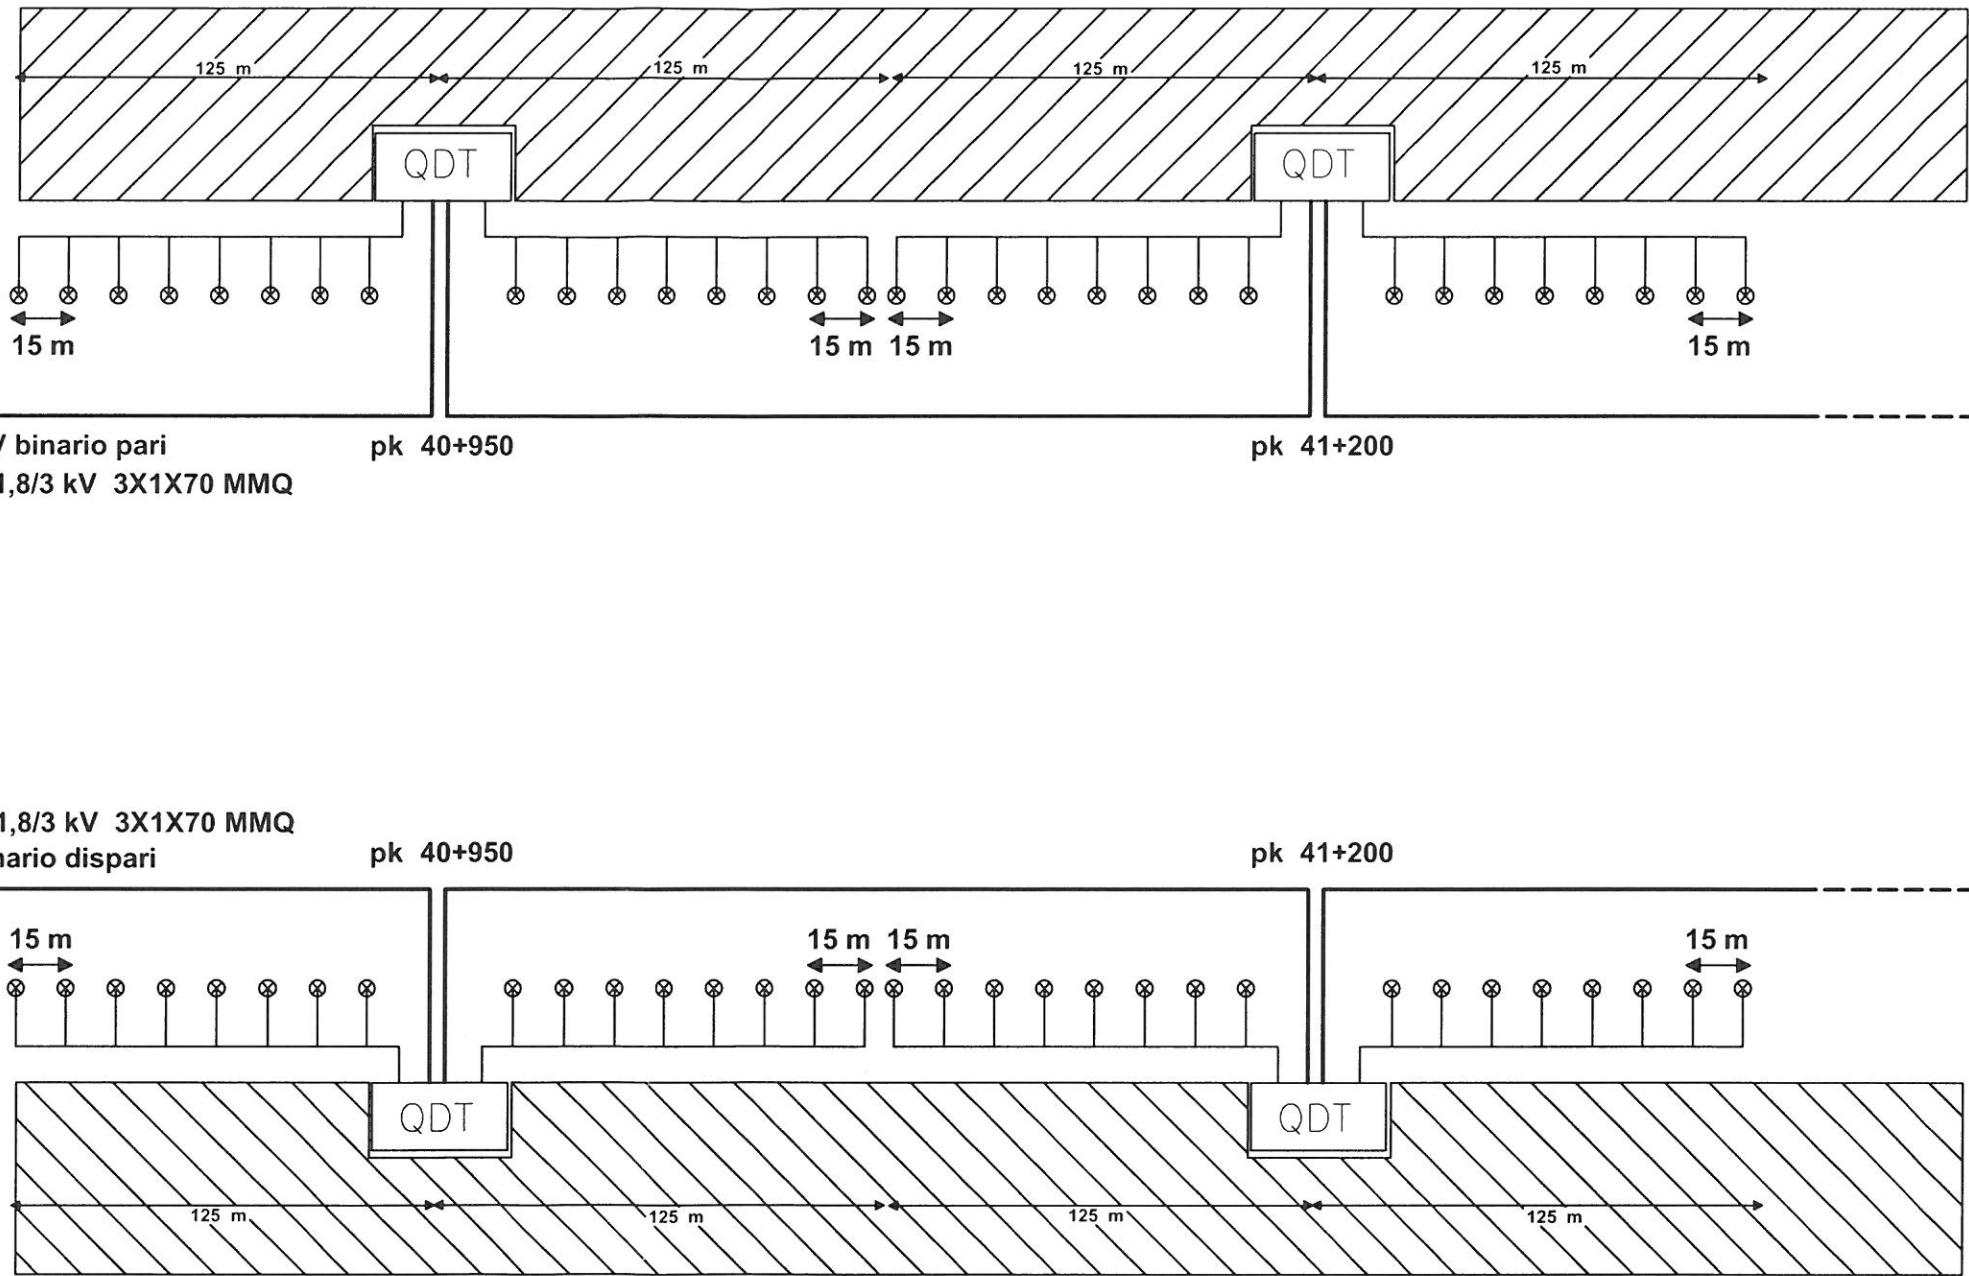 125 m 125 m 125 m 125 m
QDT QDT
15 m 15 m 15 m 15 m
V binario pari pk 40+950 pk 41+200
1,8/3 kV 3X1X70 MMQ
1,8/3 kV 3X1X70 MMQ
nario dispari pk 40+950 pk 41+200
15 m 15 m 15 m 15 m
QDT QDT
125 m 125 m 125 m 125 m